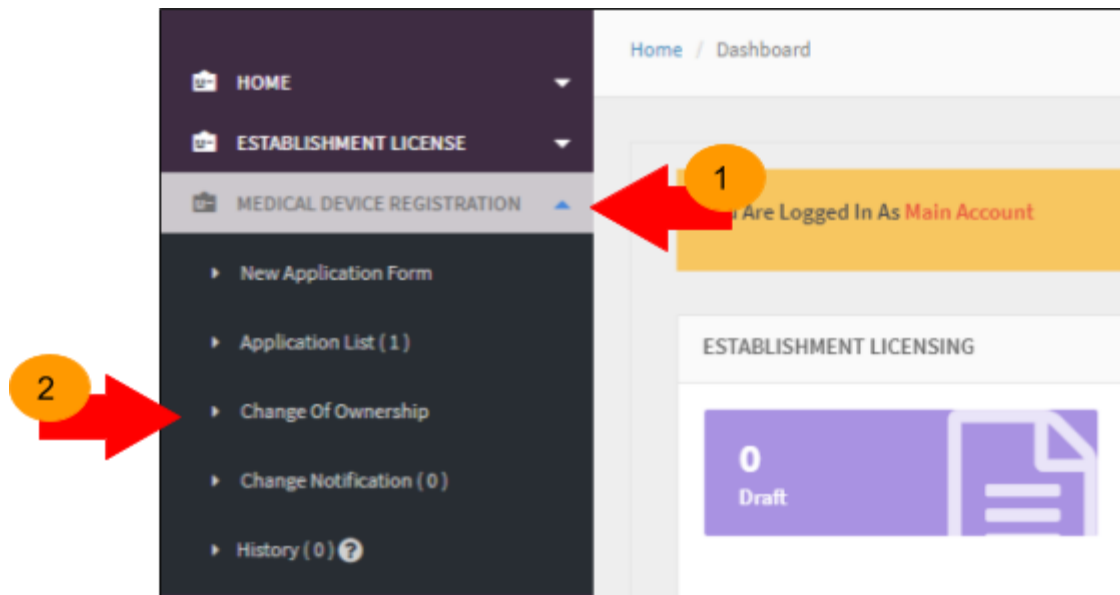 Home / Dashboard
HOME
ESTABLISHMENT LICENSE
MEDICAL DEVICE REGISTRATION
1
Are Logged In As Main Account
New Application Form
Application List ( 1 )
ESTABLISHMENT LICENSING
2
Change Of Ownership
0
Draft
Change Notification ( 0 )
History ( 0 ) ?